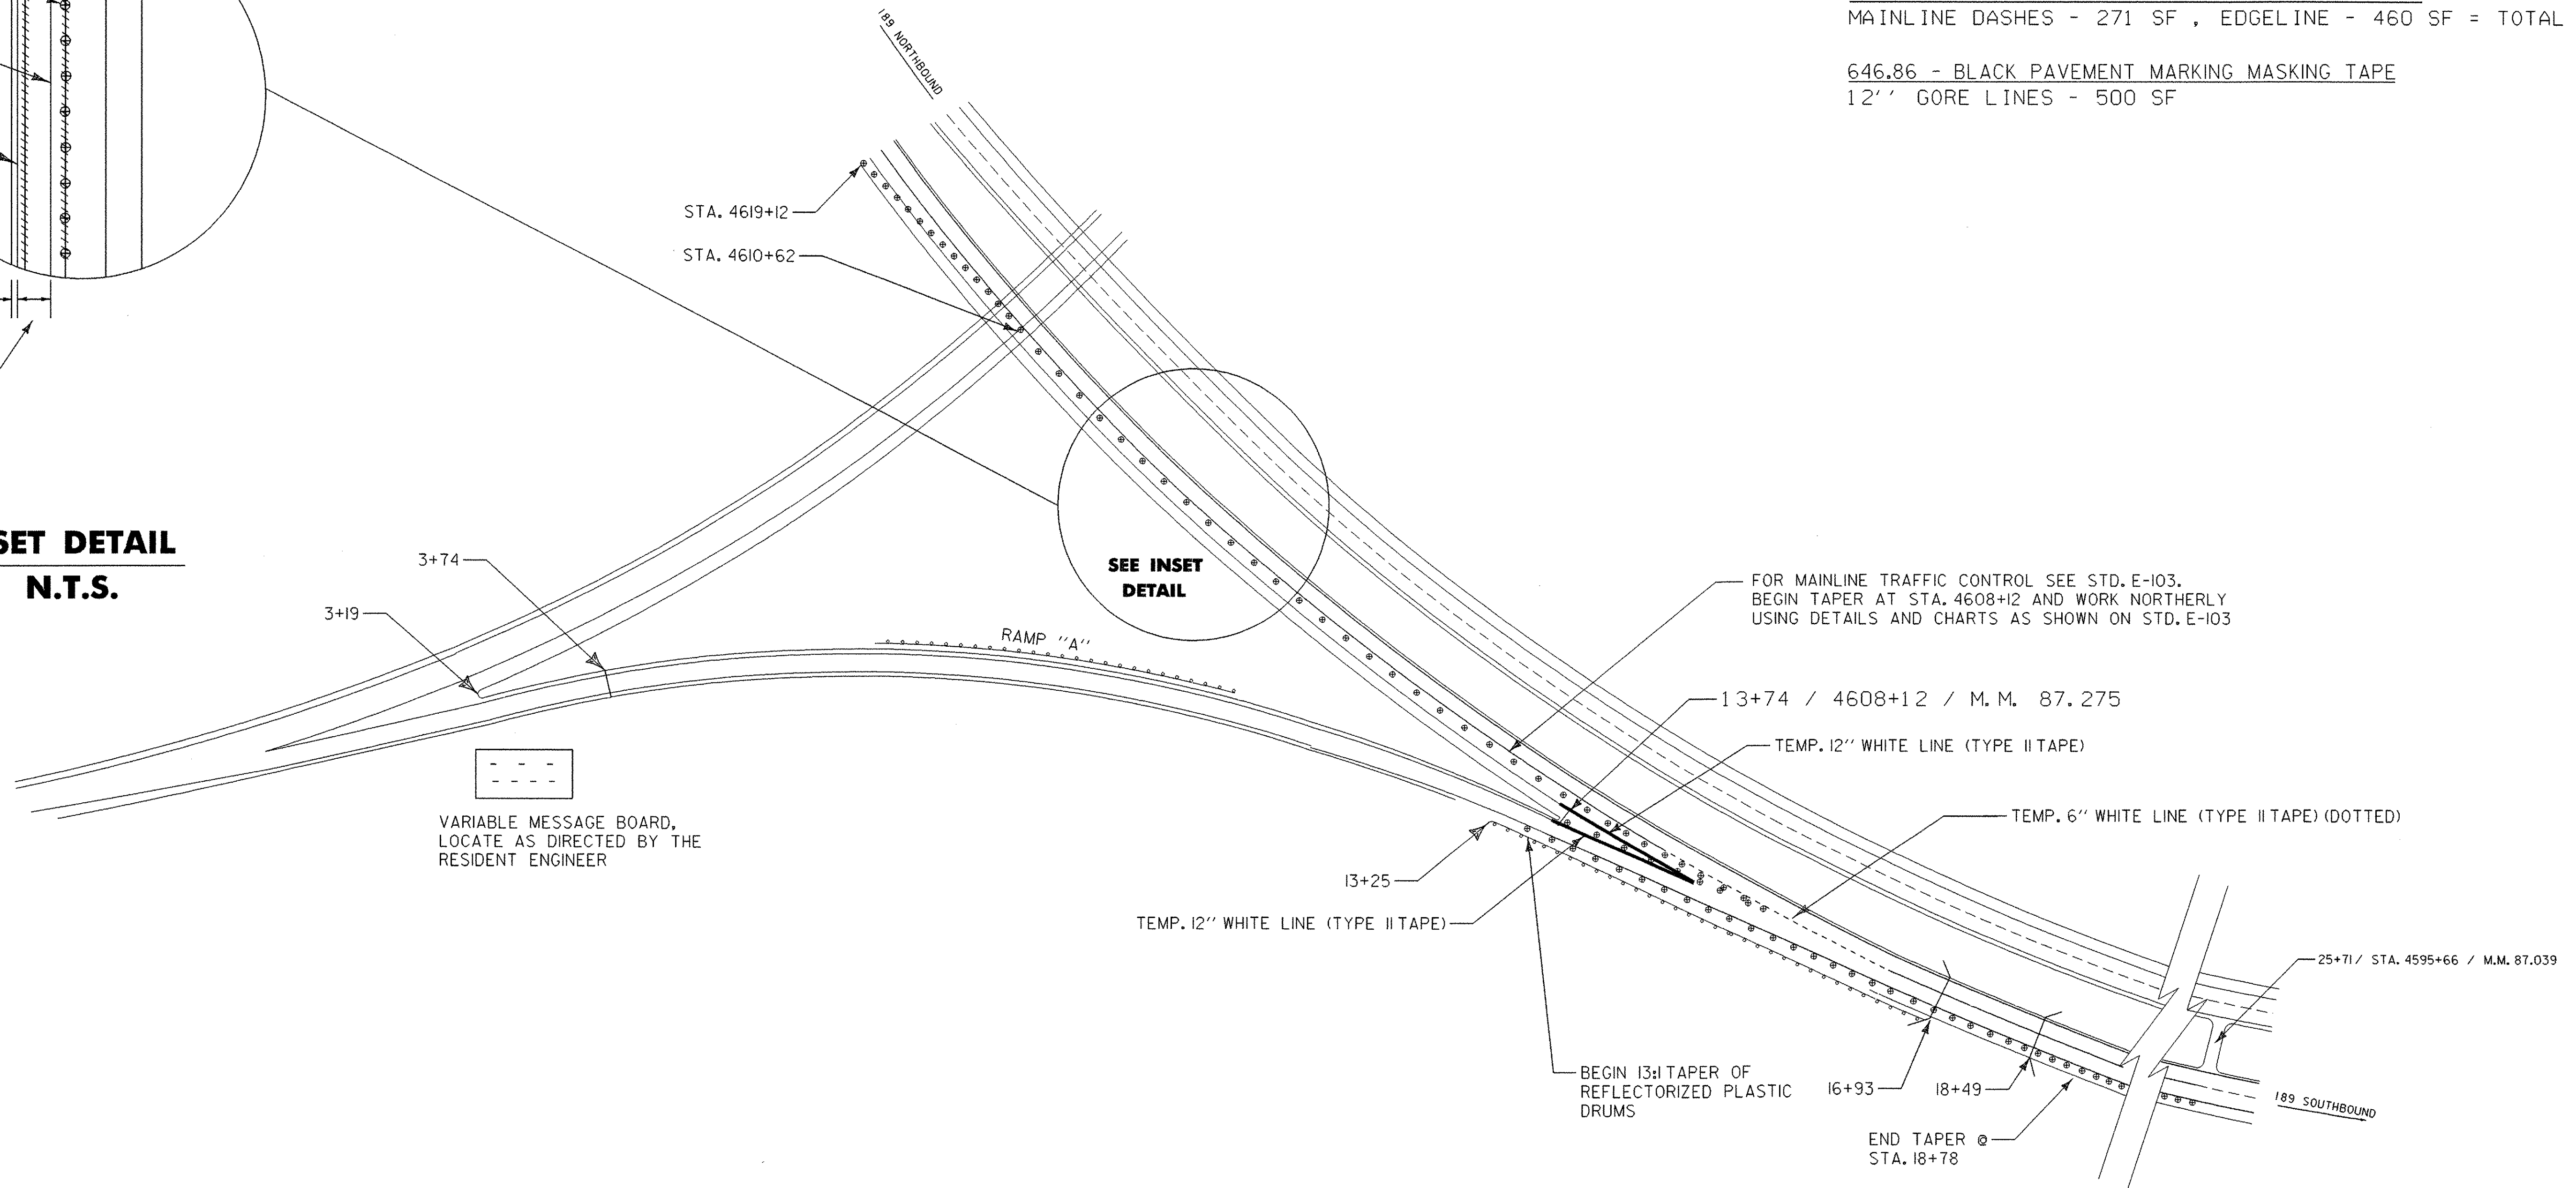 MAINLINE DASHES - 271 SF , EDGELINE - 460 SF = TOTAL
646.86 - BLACK PAVEMENT MARKING MASKING TAPE
12'' GORE LINES - 500 SF
189 NORTHBOUND
STA. 4619+12
STA. 4610+62
SET DETAIL
N.T.S.
SEE INSET
DETAIL
3+74
3+19
RAMP "A"
FOR MAINLINE TRAFFIC CONTROL SEE STD. E-103.
BEGIN TAPER AT STA. 4608+12 AND WORK NORTHERLY
USING DETAILS AND CHARTS AS SHOWN ON STD. E-103
13+74 / 4608+12 / M.M. 87.275
TEMP. 12'' WHITE LINE (TYPE II TAPE)
TEMP. 6'' WHITE LINE (TYPE II TAPE) (DOTTED)
VARIABLE MESSAGE BOARD,
LOCATE AS DIRECTED BY THE
RESIDENT ENGINEER
13+25
TEMP. 12'' WHITE LINE (TYPE II TAPE)
25+71 / STA. 4595+66 / M.M. 87.039
BEGIN 13:1 TAPER OF
REFLECTORIZED PLASTIC
DRUMS
16+93
18+49
189 SOUTHBOUND
END TAPER @
STA. 18+78